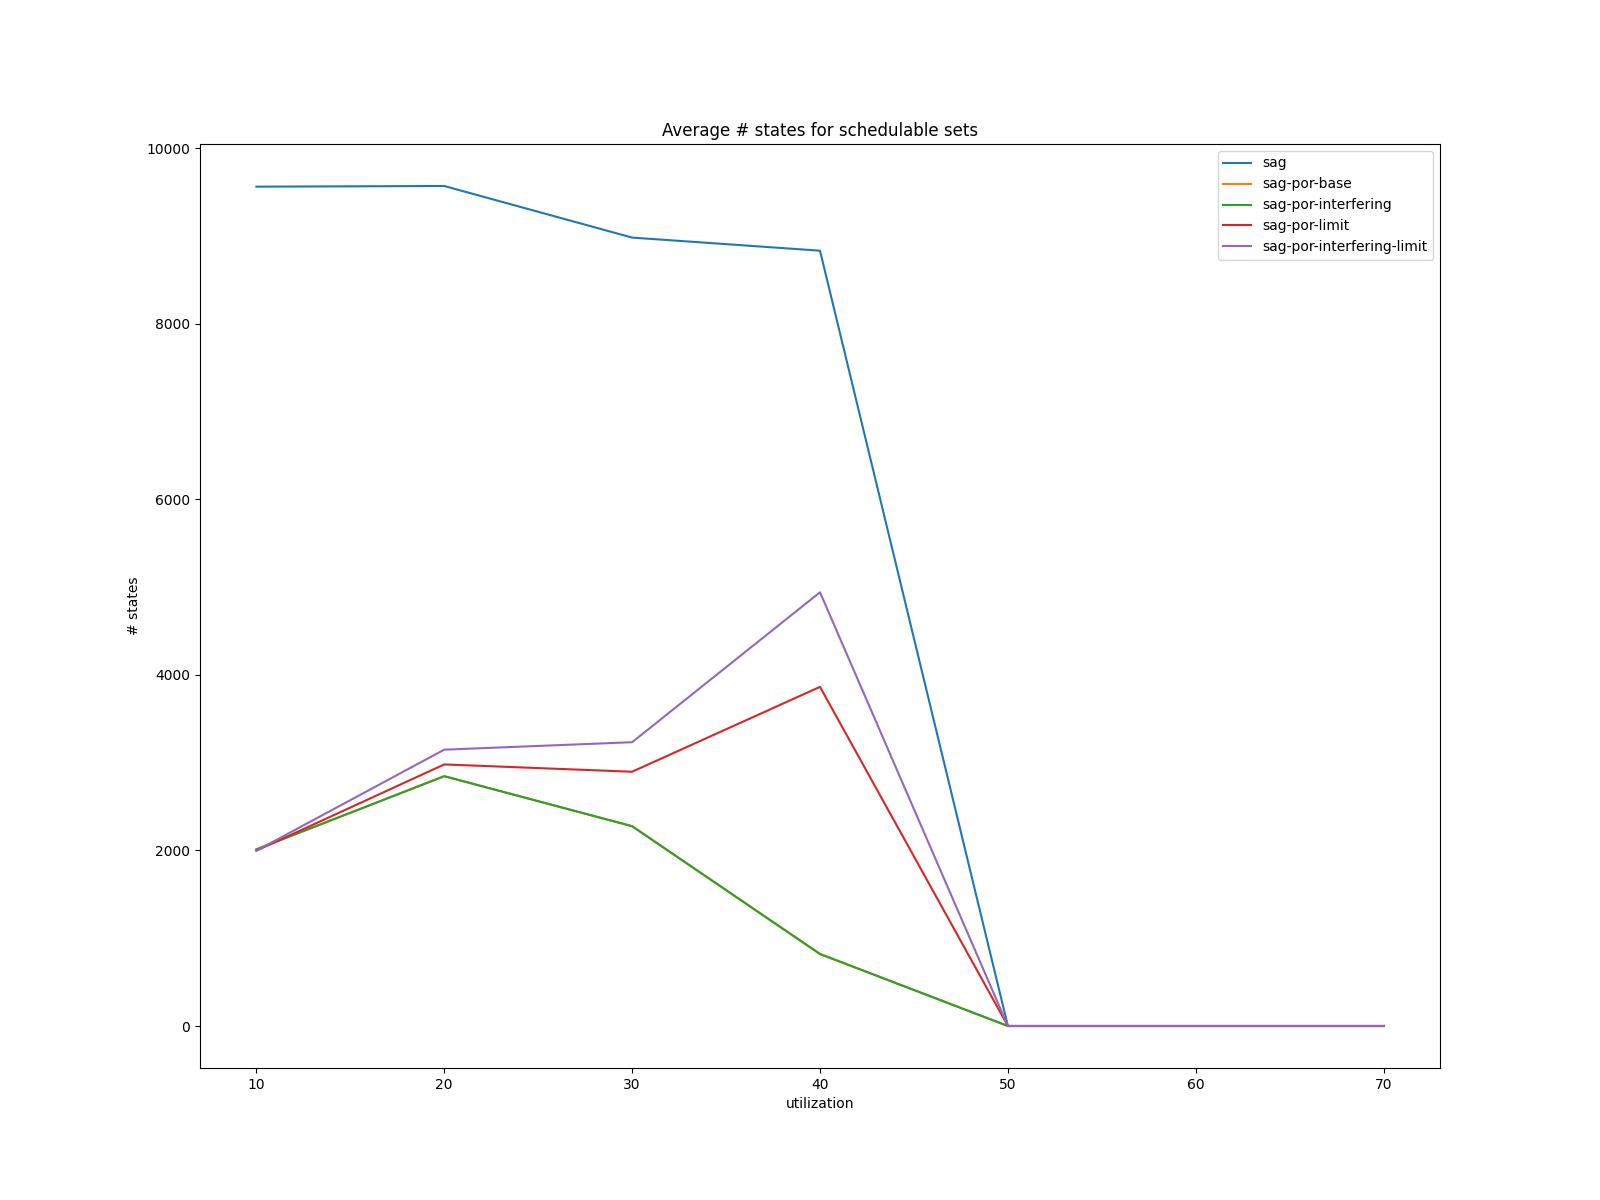 Average # states for schedulable sets
10000
8000
6000
4000
2000
0
# states
10 20 30 40 50 60 70
utilization
sag
sag-por-base
sag-por-interfering
sag-por-limit
sag-por-interfering-limit